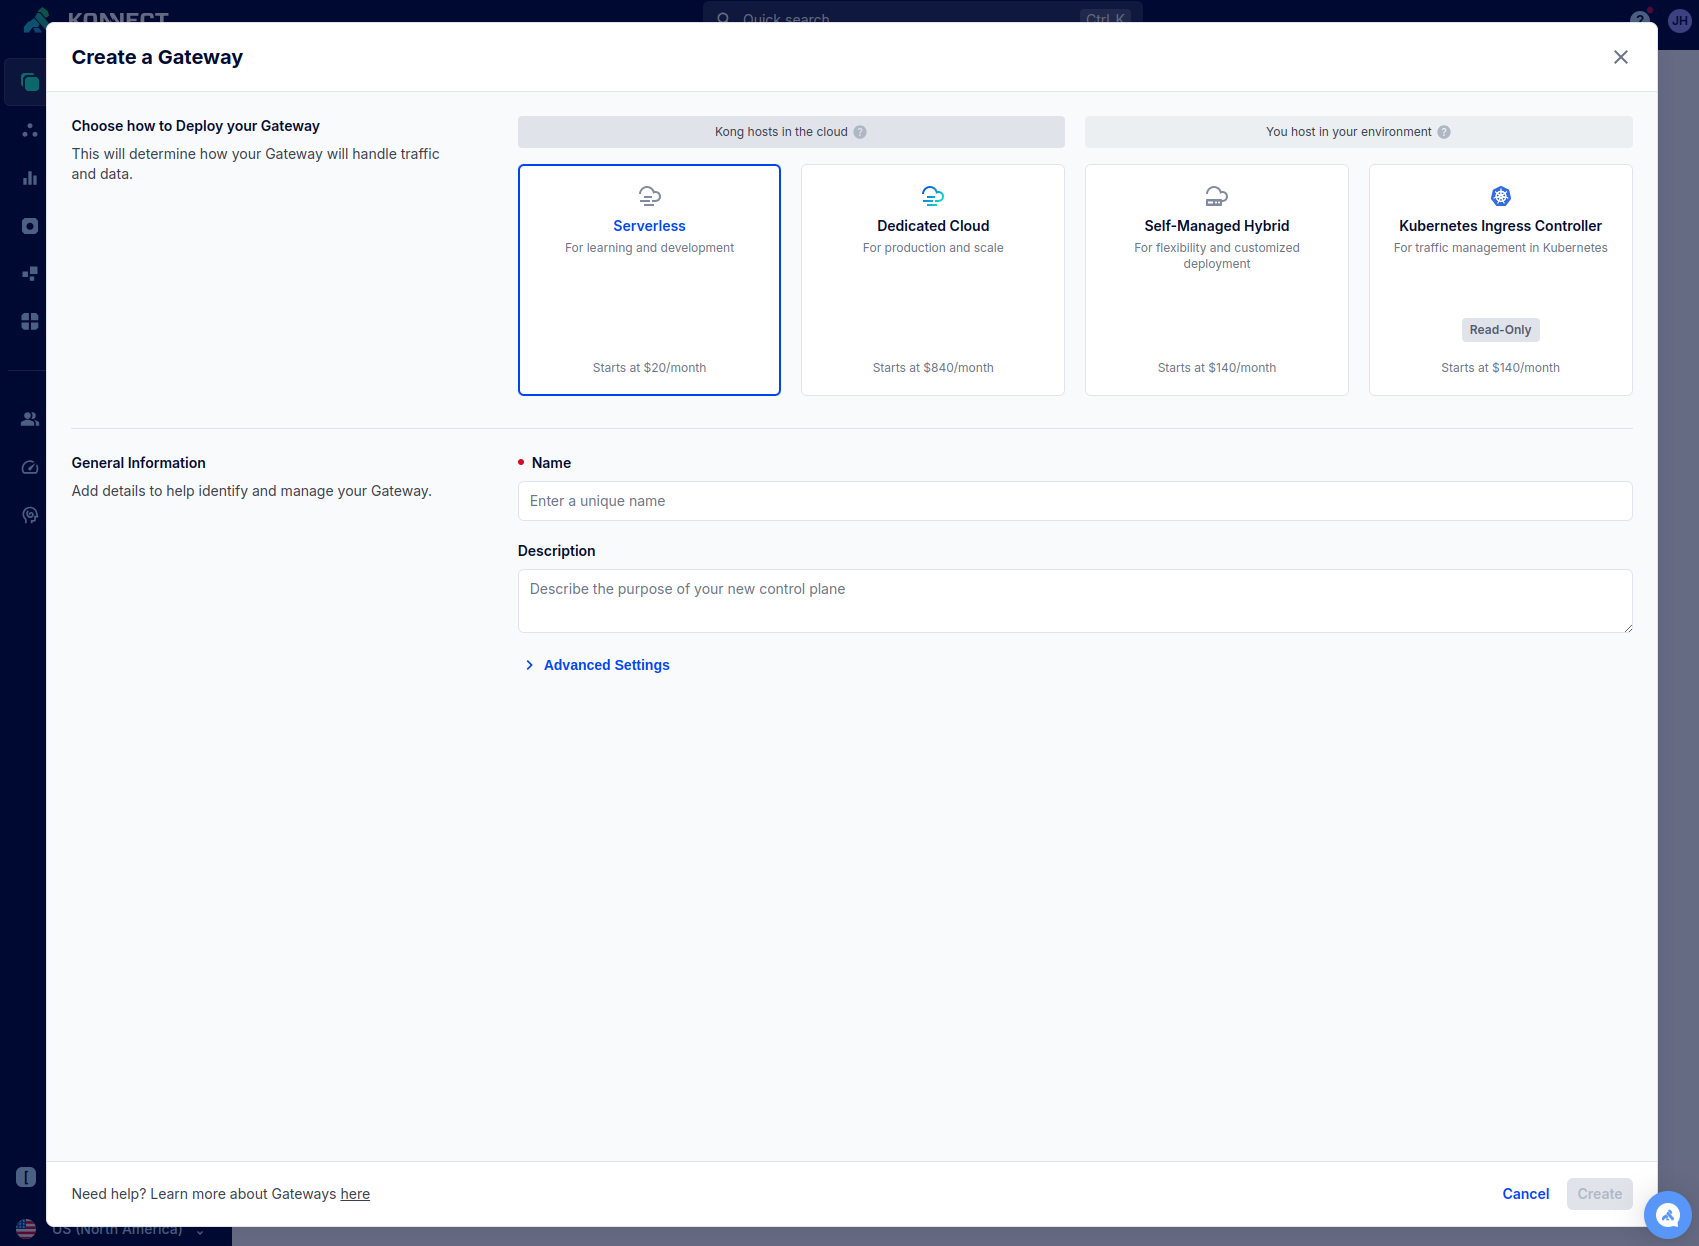 KONNECT
Quick search
Ctrl K
?
JH
Create a Gateway
Choose how to Deploy your Gateway
This will determine how your Gateway will handle traffic
and data.
Kong hosts in the cloud ?
You host in your environment ?
Serverless
For learning and development
Starts at $20/month
Dedicated Cloud
For production and scale
Starts at $840/month
Self-Managed Hybrid
For flexibility and customized
deployment
Starts at $140/month
Kubernetes Ingress Controller
For traffic management in Kubernetes
Read-Only
Starts at $140/month
General Information
Add details to help identify and manage your Gateway.
Name
Enter a unique name
Description
Describe the purpose of your new control plane
Advanced Settings
Need help? Learn more about Gateways here
Cancel
Create
US (North America)